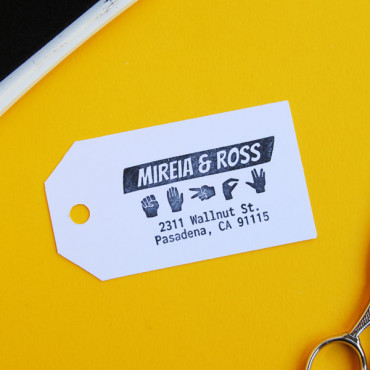 MIREIA & ROSS
2311 Wallnut St.
Pasadena, CA 91115